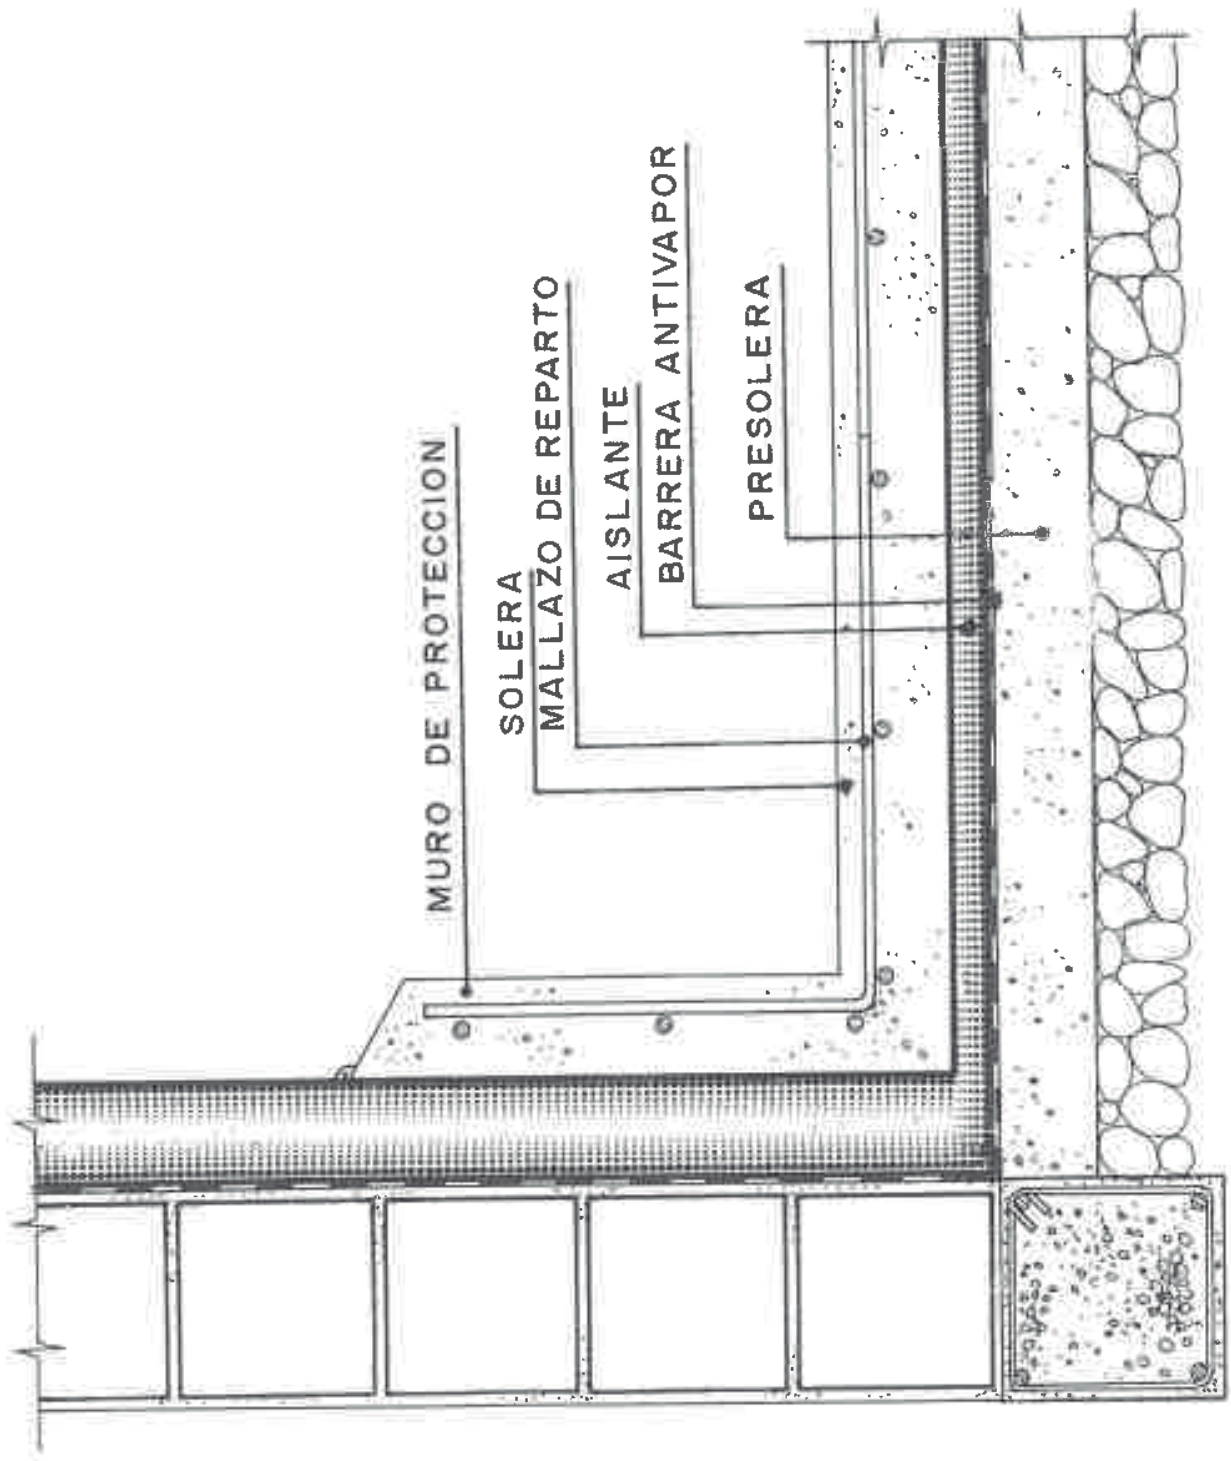 MURO DE PROTECCION
SOLERA
MALLAZO DE REPARTO
AISLANTE
BARRERA ANTIVAPOR
PRESOLERA